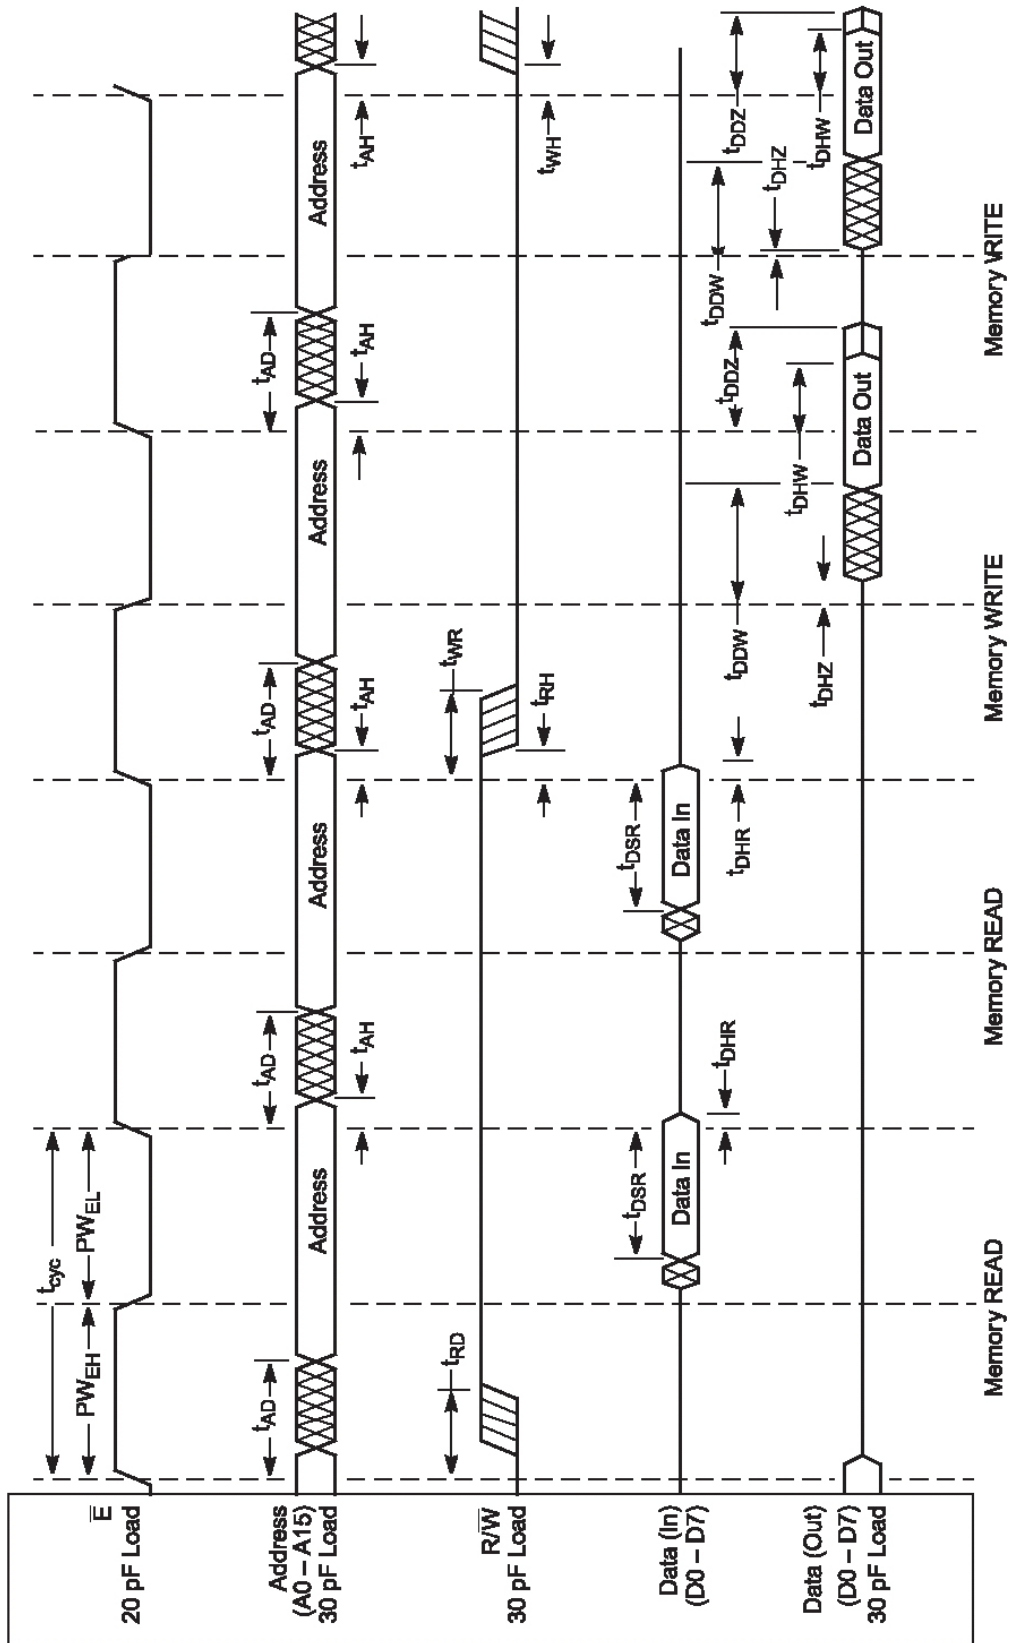 E̅
20 pF Load
tcyc
PWEH
PWEL
Address
(A0 – A15)
30 pF Load
tAD
tAD
tAD
tAD
Address
Address
Address
Address
tAH
tAH
tAH
tAH
R/W̅
30 pF Load
tRD
tWR
tRH
tWH
Data (In)
(D0 – D7)
tDSR
tDSR
Data In
Data In
tDHR
tDHR
Data (Out)
(D0 – D7)
30 pF Load
tDDW
tDDZ
tDDW
tDDZ
tDHZ
tDHW
tDHZ
tDHW
Data Out
Data Out
Memory READ
Memory READ
Memory WRITE
Memory WRITE